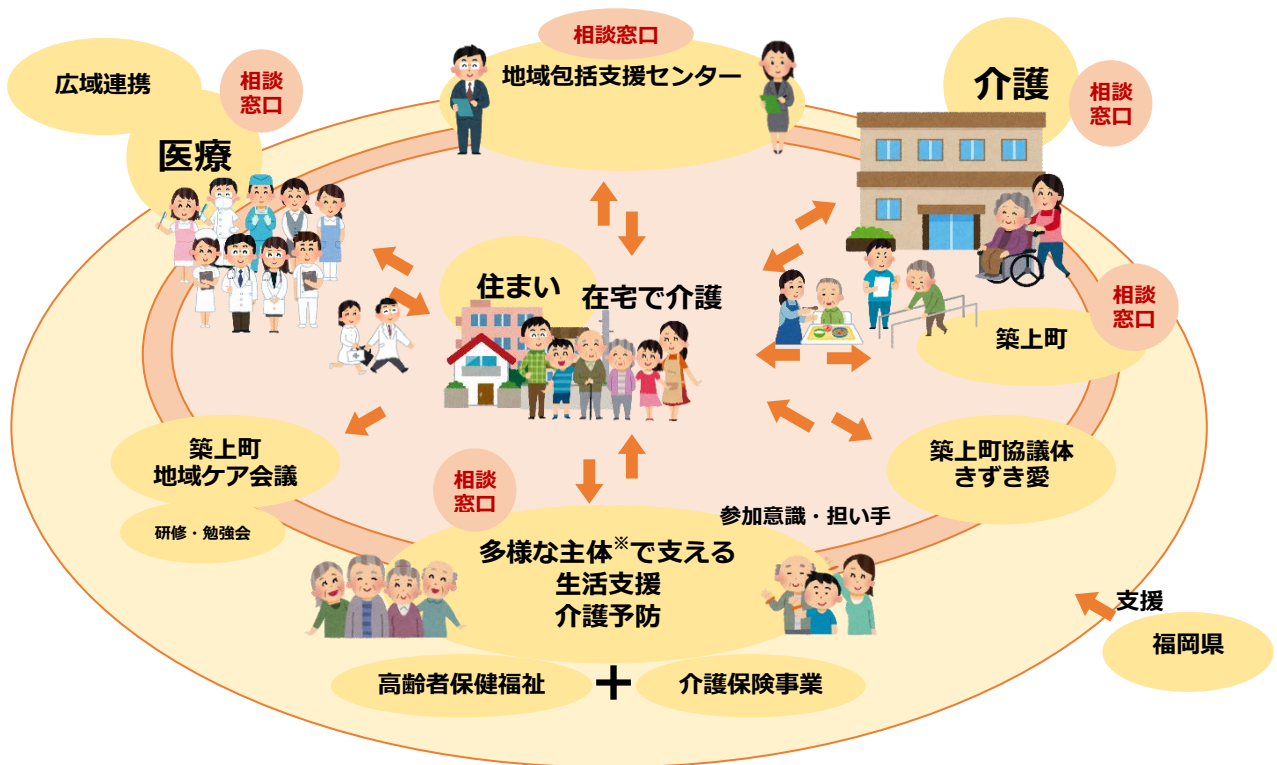 相談窓口
地域包括支援センター
広域連携
相談
窓口
医療
介護
相談
窓口
住まい
在宅で介護
相談
窓口
築上町
築上町
地域ケア会議
研修・勉強会
築上町協議体
きずき愛
相談
窓口
参加意識・担い手
多様な主体※で支える
生活支援
介護予防
高齢者保健福祉
+
介護保険事業
支援
福岡県